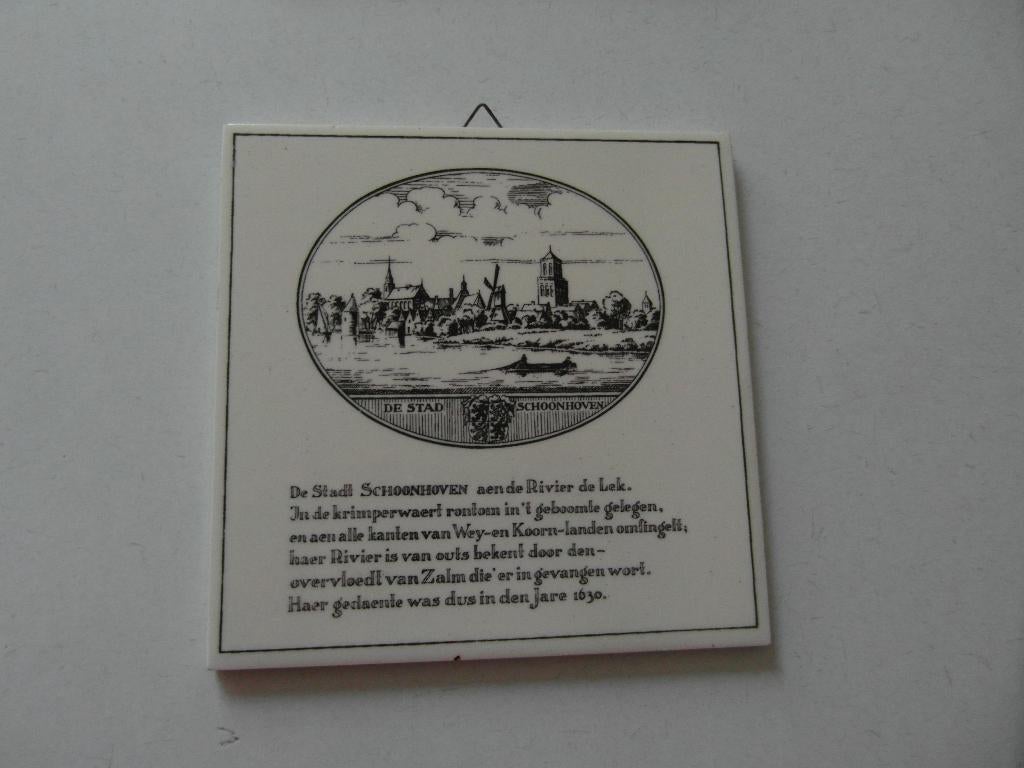 DE STAD SCHOONHOVEN
De Stadt SCHOONHOVEN aen de Rivier de Lek.
In de krimperwaert rontom in't geboomte gelegen,
en aen alle kanten van Wey-en Koorn-landen omsingelt;
haer Rivier is van outs bekent door den-
overvloedt van Zalm die'er in gevangen wort.
Haer gedaente was dus in den Jare 1630.